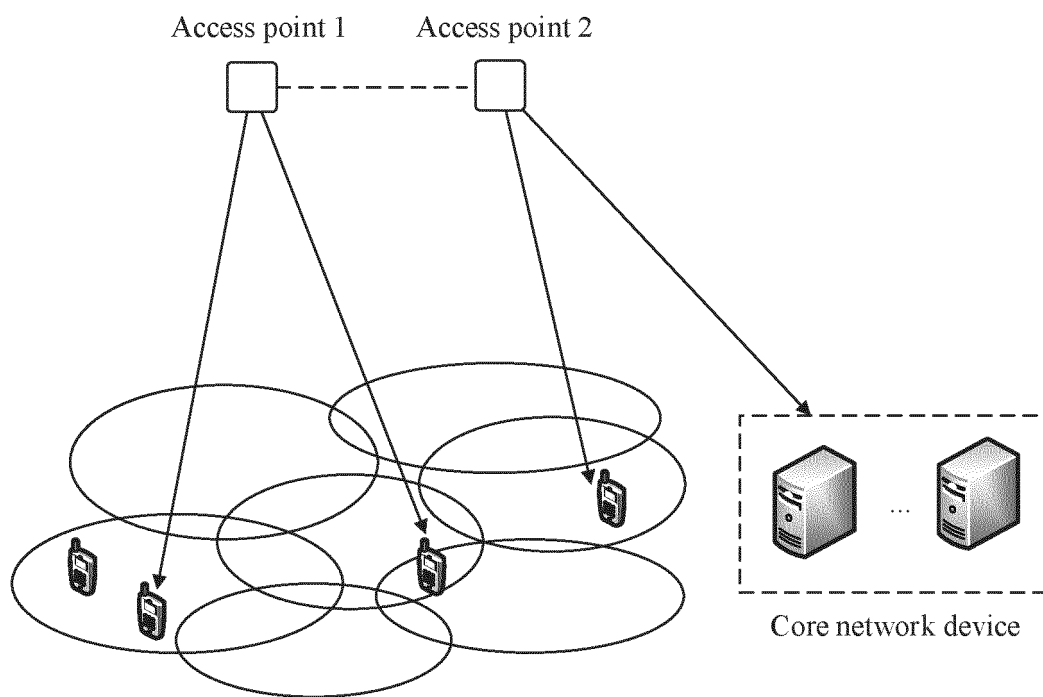 Access point 1
Access point 2
...
Core network device